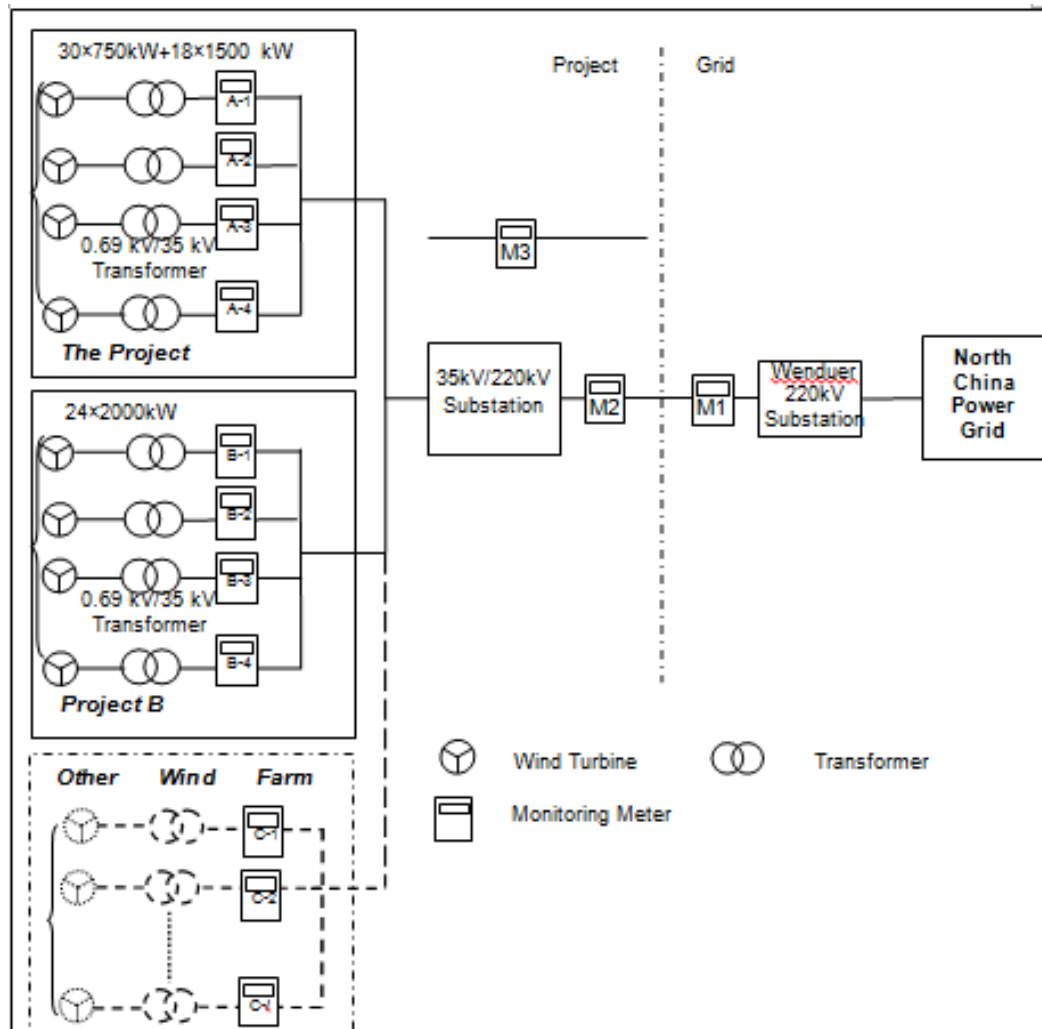 30×750kW+18×1500 kW
A-1
A-2
A-3
0.69 kV/35 kV
Transformer
A-4
The Project
Project
Grid
M3
35kV/220kV
Substation
M2
M1
Wenduer
220kV
Substation
North
China
Power
Grid
24×2000kW
B-1
B-2
B-3
0.69 kV/35 kV
Transformer
B-4
Project B
Other Wind Farm
C-1
C-2
Wind Turbine
Transformer
Monitoring Meter